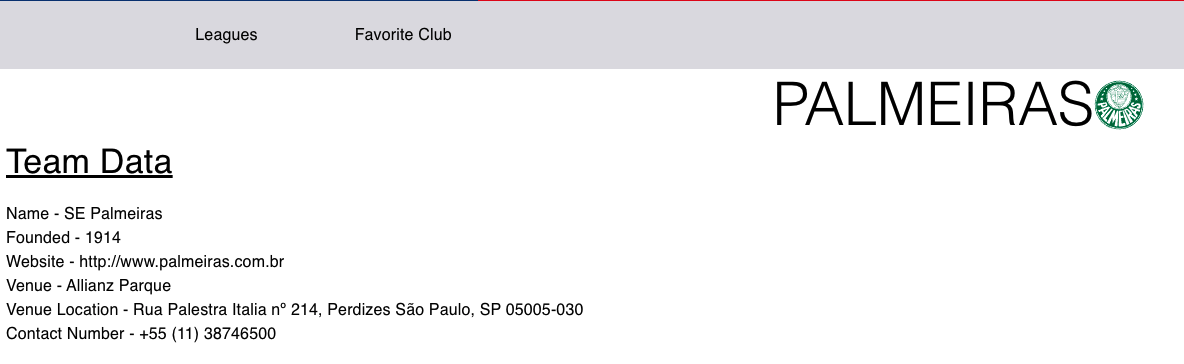 Leagues
Favorite Club
PALMEIRAS
PALMEIRAS
Team Data
Name - SE Palmeiras
Founded - 1914
Website - http://www.palmeiras.com.br
Venue - Allianz Parque
Venue Location - Rua Palestra Italia nº 214, Perdizes São Paulo, SP 05005-030
Contact Number - +55 (11) 38746500